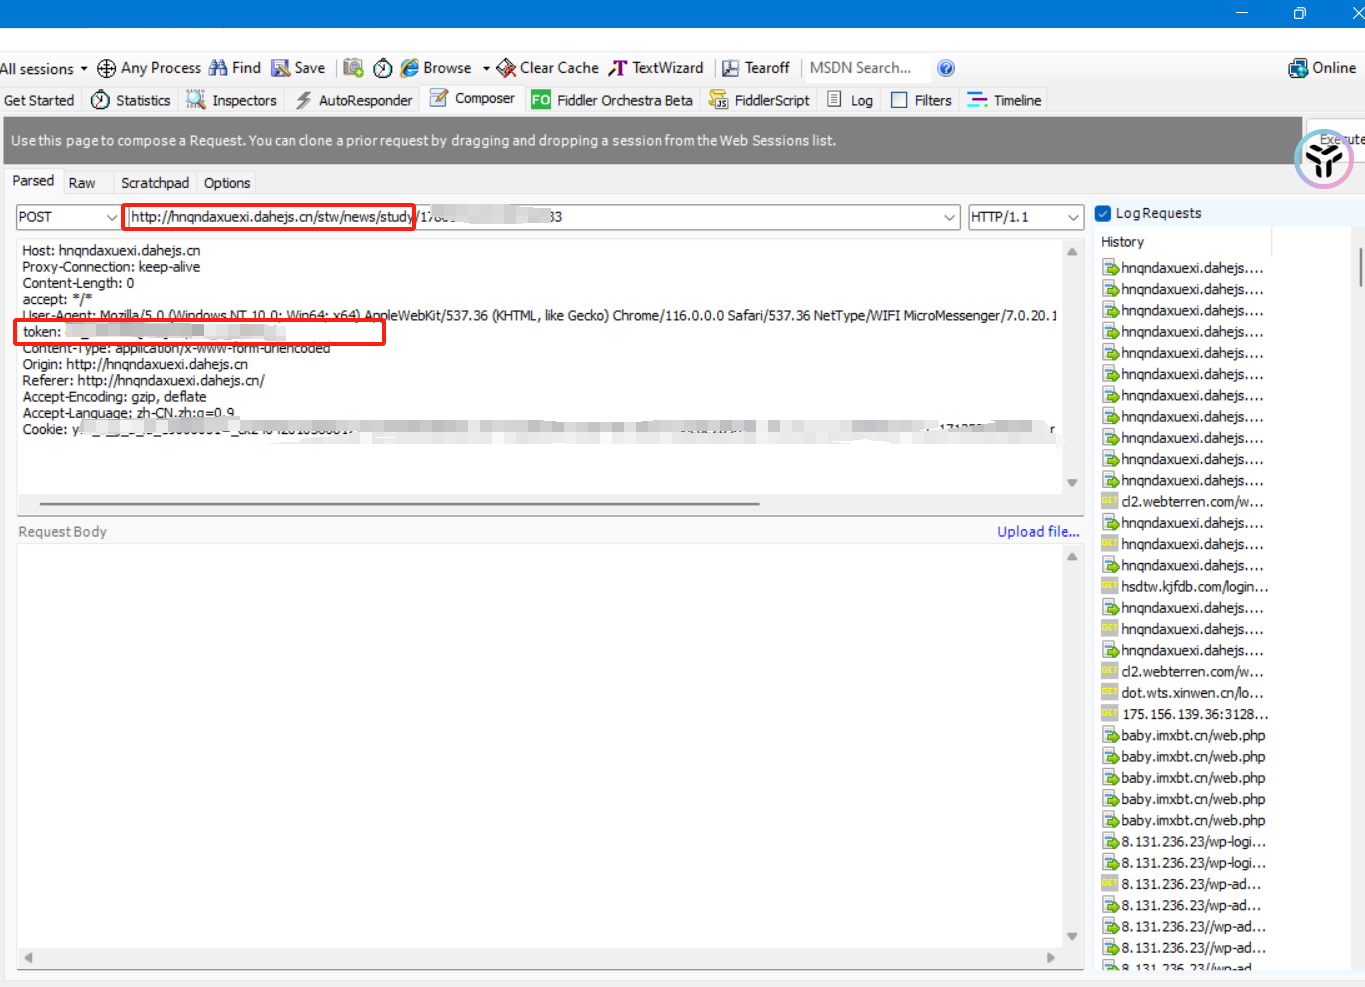 All sessions Any Process Find Save Browse Clear Cache TextWizard Tearoff MSDN Search... Online
Get Started Statistics Inspectors AutoResponder Composer FO Fiddler Orchestra Beta FiddlerScript Log Filters Timeline
Use this page to compose a Request. You can clone a prior request by dragging and dropping a session from the Web Sessions list.
Execute
Parsed Raw Scratchpad Options
POST http://hnqndaxuexi.dahejs.cn/stw/news/study/ 33 HTTP/1.1
Host: hnqndaxuexi.dahejs.cn
Proxy-Connection: keep-alive
Content-Length: 0
accept: */*
User-Agent: Mozilla/5.0 (Windows NT 10.0; Win64; x64) AppleWebKit/537.36 (KHTML, like Gecko) Chrome/116.0.0.0 Safari/537.36 NetType/WIFI MicroMessenger/7.0.20.1
token:
Content-Type: application/x-www-form-urlencoded
Origin: http://hnqndaxuexi.dahejs.cn
Referer: http://hnqndaxuexi.dahejs.cn/
Accept-Encoding: gzip, deflate
Accept-Language: zh-CN,zh;q=0.9
Cookie:
Request Body Upload file...
Log Requests
History
hnqndaxuexi.dahejs....
hnqndaxuexi.dahejs....
hnqndaxuexi.dahejs....
hnqndaxuexi.dahejs....
hnqndaxuexi.dahejs....
hnqndaxuexi.dahejs....
hnqndaxuexi.dahejs....
hnqndaxuexi.dahejs....
hnqndaxuexi.dahejs....
hnqndaxuexi.dahejs....
hnqndaxuexi.dahejs....
GET cl2.webterren.com/w...
hnqndaxuexi.dahejs....
GET hnqndaxuexi.dahejs....
hnqndaxuexi.dahejs....
GET hsdtw.kjfdb.com/login...
hnqndaxuexi.dahejs....
GET hnqndaxuexi.dahejs....
hnqndaxuexi.dahejs....
GET cl2.webterren.com/w...
GET dot.wts.xinwen.cn/lo...
GET 175.156.139.36:3128...
baby.imxbt.cn/web.php
baby.imxbt.cn/web.php
baby.imxbt.cn/web.php
baby.imxbt.cn/web.php
baby.imxbt.cn/web.php
8.131.236.23/wp-logi...
8.131.236.23/wp-logi...
GET 8.131.236.23/wp-ad...
8.131.236.23/wp-ad...
8.131.236.23//wp-ad...
8.131.236.23//wp-ad...
8.131.236.23//wp-ad